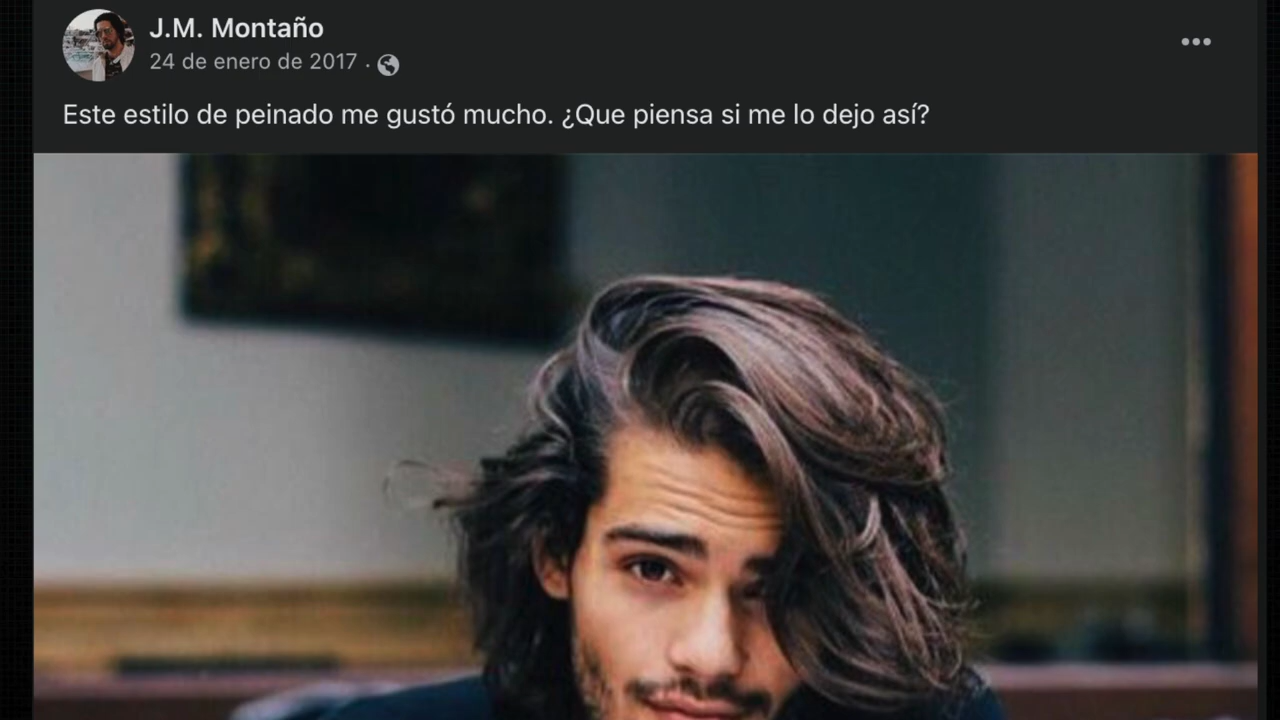 J.M. Montaño
24 de enero de 2017 ·
Este estilo de peinado me gustó mucho. ¿Que piensa si me lo dejo así?